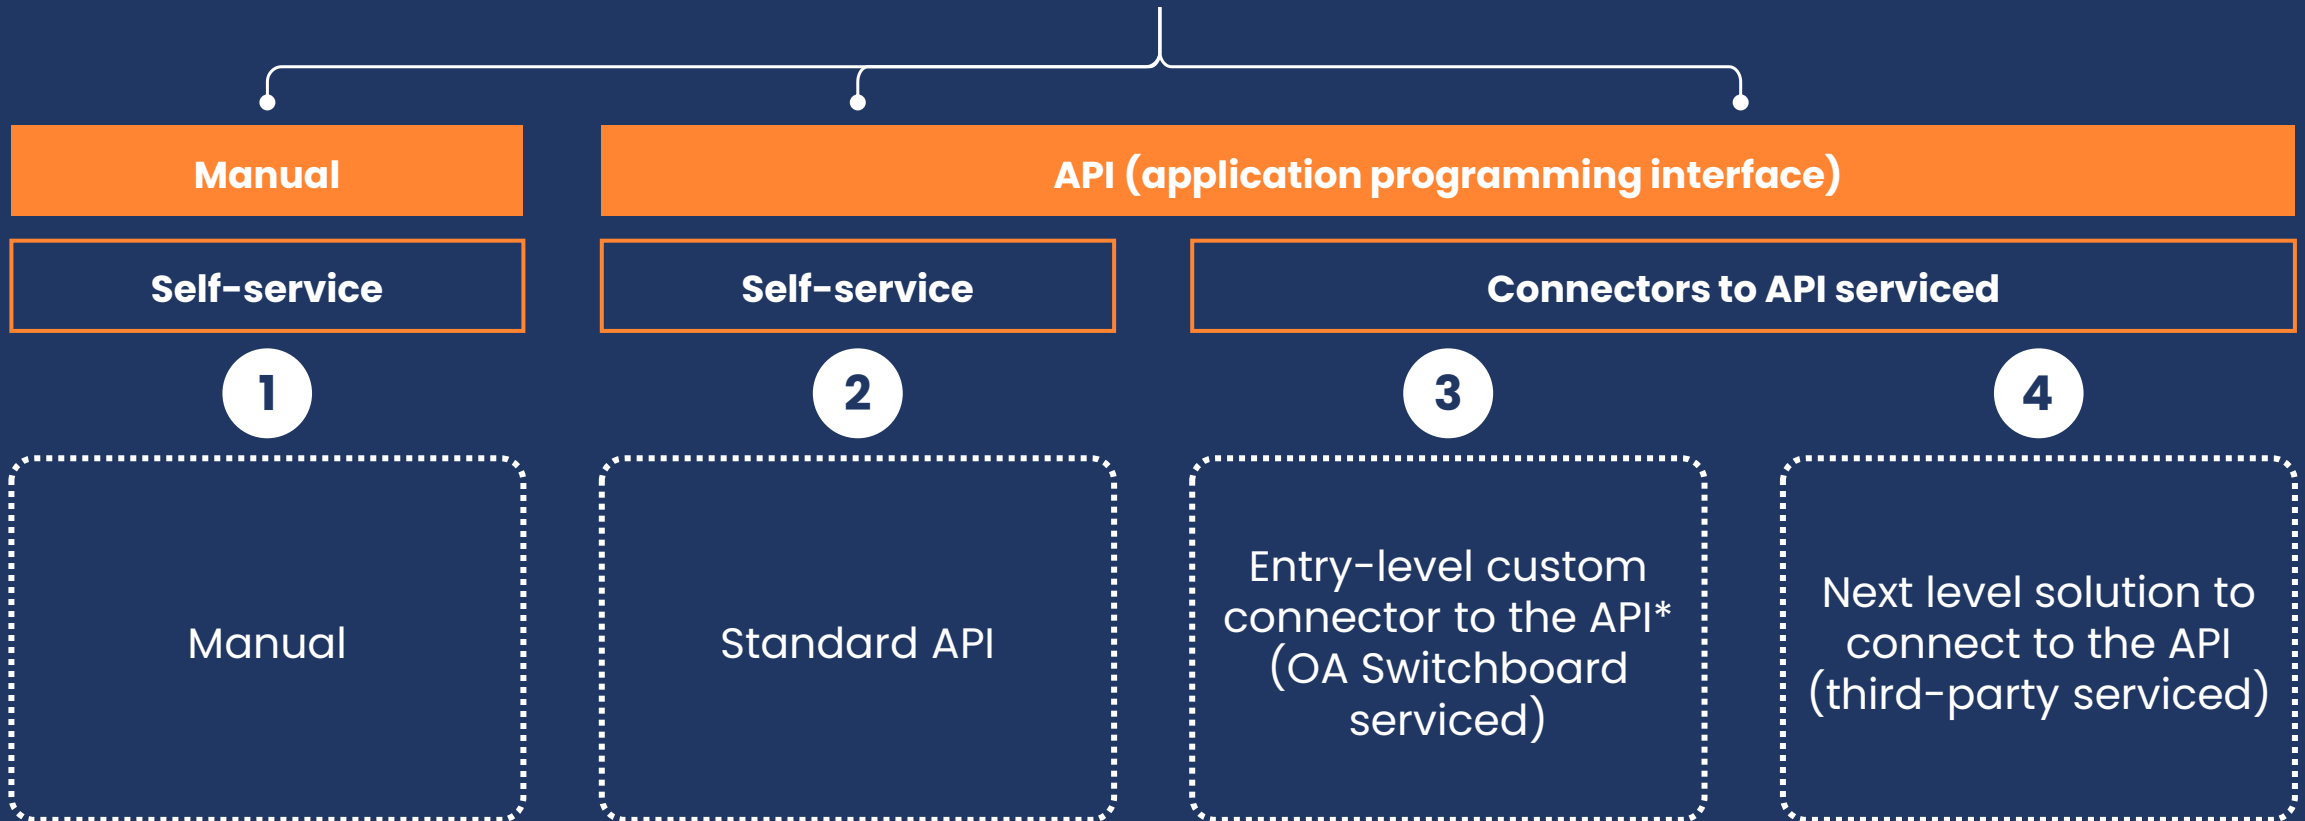 Manual
API (application programming interface)
Self-service
Self-service
Connectors to API serviced
1
2
3
4
Manual
Standard API
Entry-level custom
connector to the API*
(OA Switchboard
serviced)
Next level solution to
connect to the API
(third-party serviced)